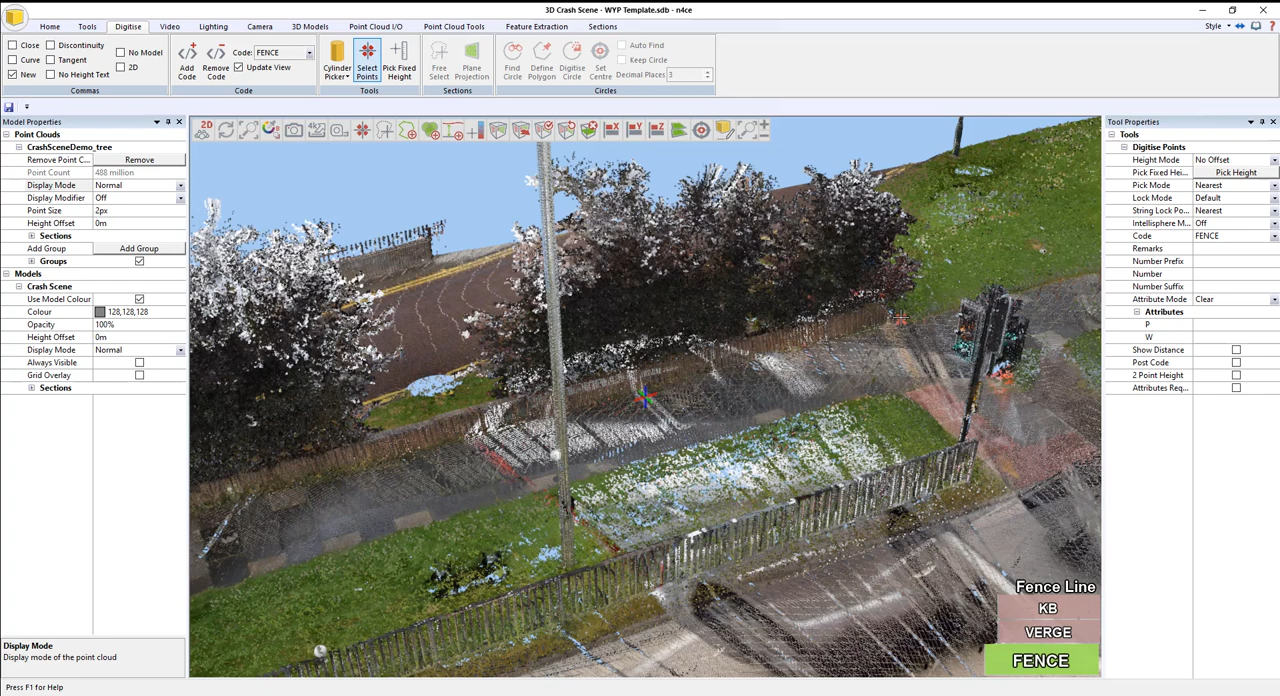 3D Crash Scene - WYP Template.sdb - n4ce
Home Tools Digitise Video Lighting Camera 3D Models Point Cloud I/O Point Cloud Tools Feature Extraction Sections
Style
Close Discontinuity No Model
Curve Tangent 2D
New No Height Text
Commas
Add Code
Remove Code
Code: FENCE
Update View
Code
Cylinder Picker
Select Points
Pick Fixed Height
Tools
Free Select
Plane Projection
Sections
Find Circle
Define Polygon
Digitise Circle
Set Centre
Auto Find
Keep Circle
Decimal Places 3
Circles
Model Properties
Point Clouds
CrashSceneDemo_tree
Remove Point C... Remove
Point Count 488 million
Display Mode Normal
Display Modifier Off
Point Size 2px
Height Offset 0m
Sections
Add Group Add Group
Groups
Models
Crash Scene
Use Model Colour
Colour 128,128,128
Opacity 100%
Height Offset 0m
Display Mode Normal
Always Visible
Grid Overlay
Sections
Display Mode
Display mode of the point cloud
Press F1 for Help
2D
4k
X Y Z
Fence Line
KB
VERGE
FENCE
Tool Properties
Tools
Digitise Points
Height Mode No Offset
Pick Fixed Hei... Pick Height
Pick Mode Nearest
Lock Mode Default
String Lock Po... Nearest
Intellisphere M... Off
Code FENCE
Remarks
Number Prefix
Number
Number Suffix
Attribute Mode Clear
Attributes
P
W
Show Distance
Post Code
2 Point Height
Attributes Req...